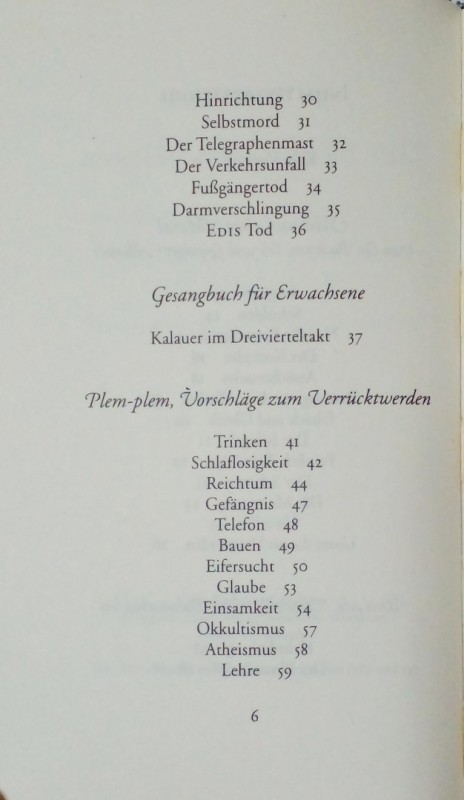 Hinrichtung 30
Selbstmord 31
Der Telegraphenmast 32
Der Verkehrsunfall 33
Fußgängertod 34
Darmverschlingung 35
EDIS Tod 36
Gesangbuch für Erwachsene
Kalauer im Dreivierteltakt 37
Plem-plem, Vorschläge zum Verrücktwerden
Trinken 41
Schlaflosigkeit 42
Reichtum 44
Gefängnis 47
Telefon 48
Bauen 49
Eifersucht 50
Glaube 53
Einsamkeit 54
Okkultismus 57
Atheismus 58
Lehre 59
6